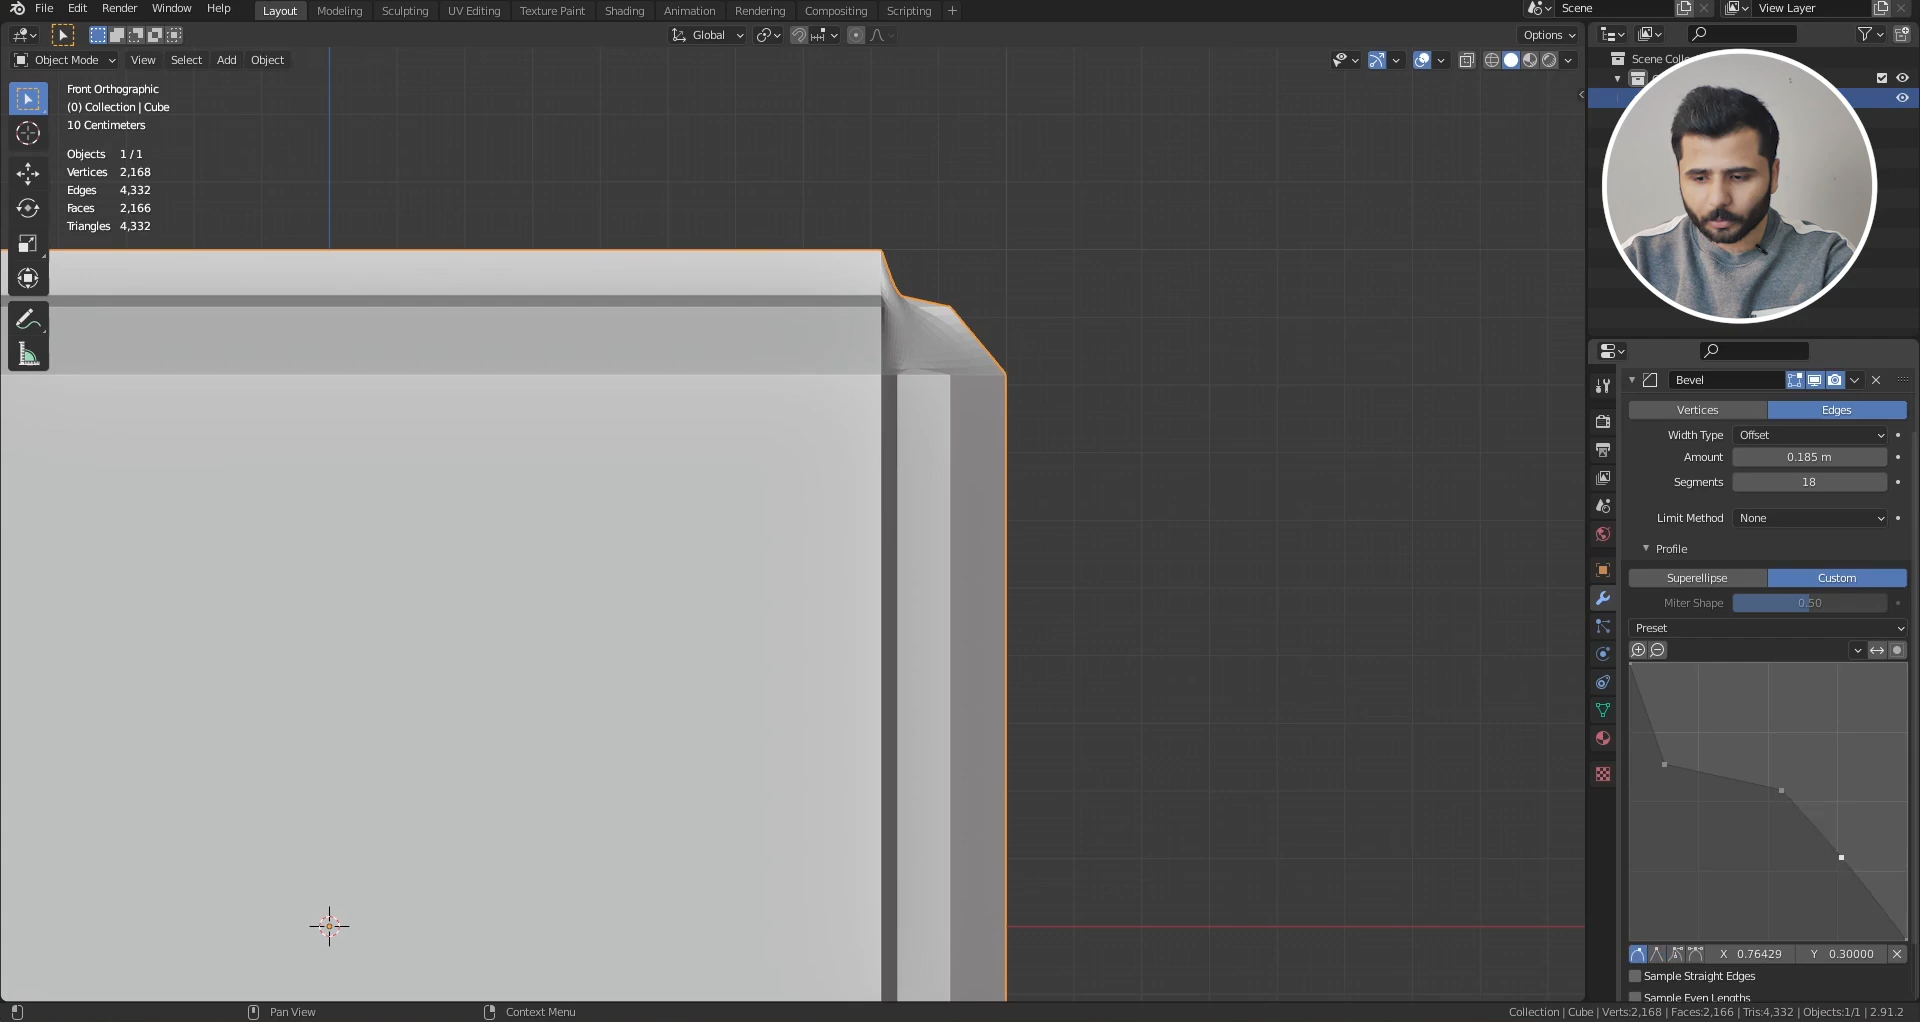 File Edit Render Window Help Layout Modeling Sculpting UV Editing Texture Paint Shading Animation Rendering Compositing Scripting Scene View Layer
Global Options
Object Mode View Select Add Object
Scene Colle
Front Orthographic
(0) Collection | Cube
10 Centimeters
Objects 1 / 1
Vertices 2,168
Edges 4,332
Faces 2,166
Triangles 4,332
Bevel
Vertices Edges
Width Type Offset
Amount 0.185 m
Segments 18
Limit Method None
Profile
Superellipse Custom
Miter Shape 0.50
Preset
X 0.76429 Y 0.30000
Sample Straight Edges
Sample Even Lengths
Pan View Context Menu Collection | Cube | Verts:2,168 | Faces:2,166 | Tris:4,332 | Objects:1/1 | 2.91.2